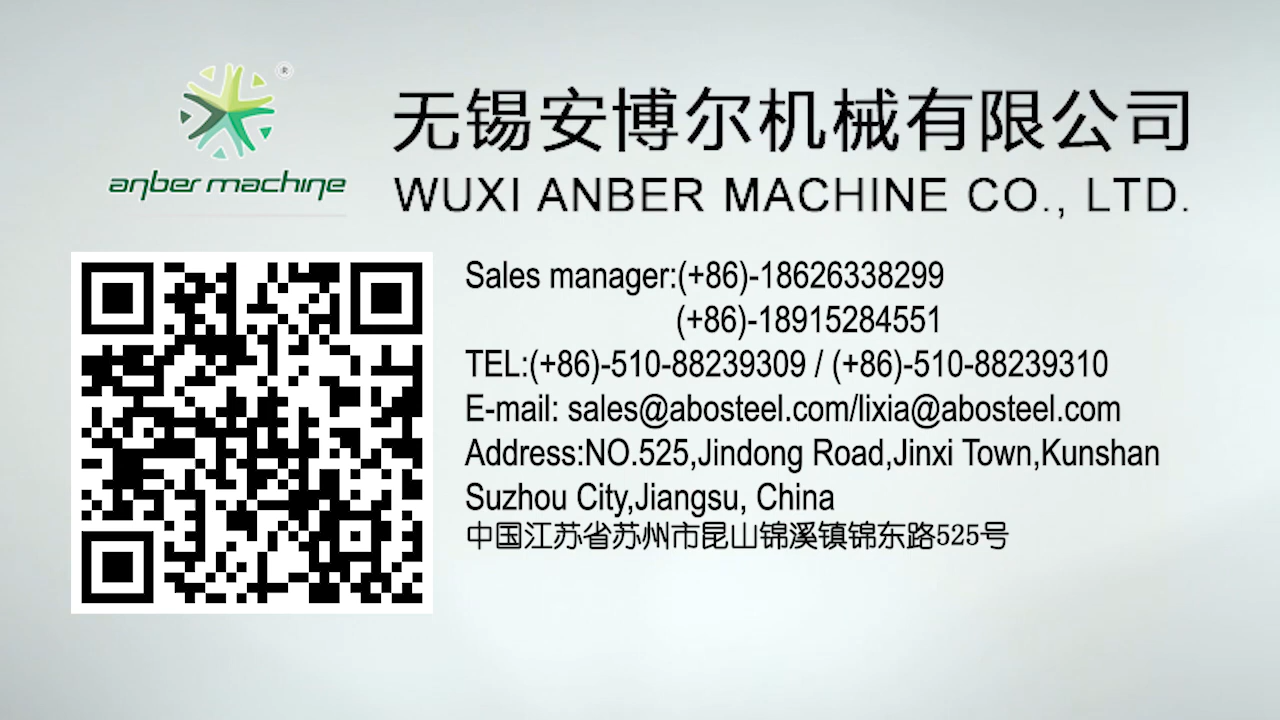 ®
anber machine
无锡安博尔机械有限公司
WUXI ANBER MACHINE CO., LTD.
Sales manager:(+86)-18626338299
(+86)-18915284551
TEL:(+86)-510-88239309 / (+86)-510-88239310
E-mail: sales@abosteel.com/lixia@abosteel.com
Address:NO.525,Jindong Road,Jinxi Town,Kunshan
Suzhou City,Jiangsu, China
中国江苏省苏州市昆山锦溪镇锦东路525号